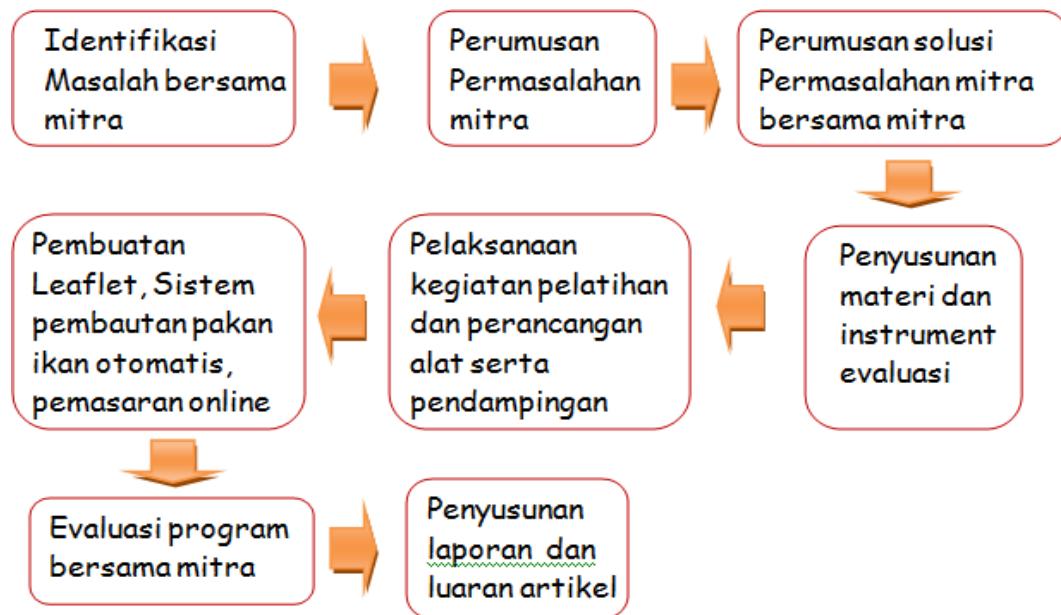 Identifikasi
Masalah bersama
mitra
Perumusan
Permasalahan
mitra
Perumusan solusi
Permasalahan mitra
bersama mitra
Penyusunan
materi dan
instrument
evaluasi
Pelaksanaan
kegiatan pelatihan
dan perancangan
alat serta
pendampingan
Pembuatan
Leaflet, Sistem
pembautan pakan
ikan otomatis,
pemasaran online
Evaluasi program
bersama mitra
Penyusunan
laporan dan
luaran artikel